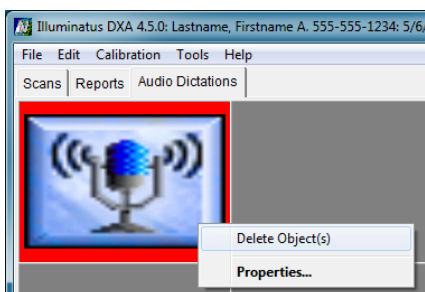 Illuminatus DXA 4.5.0: Lastname, Firstname A. 555-555-1234: 5/6/
File Edit Calibration Tools Help
Scans Reports Audio Dictations
Delete Object(s)
Properties...